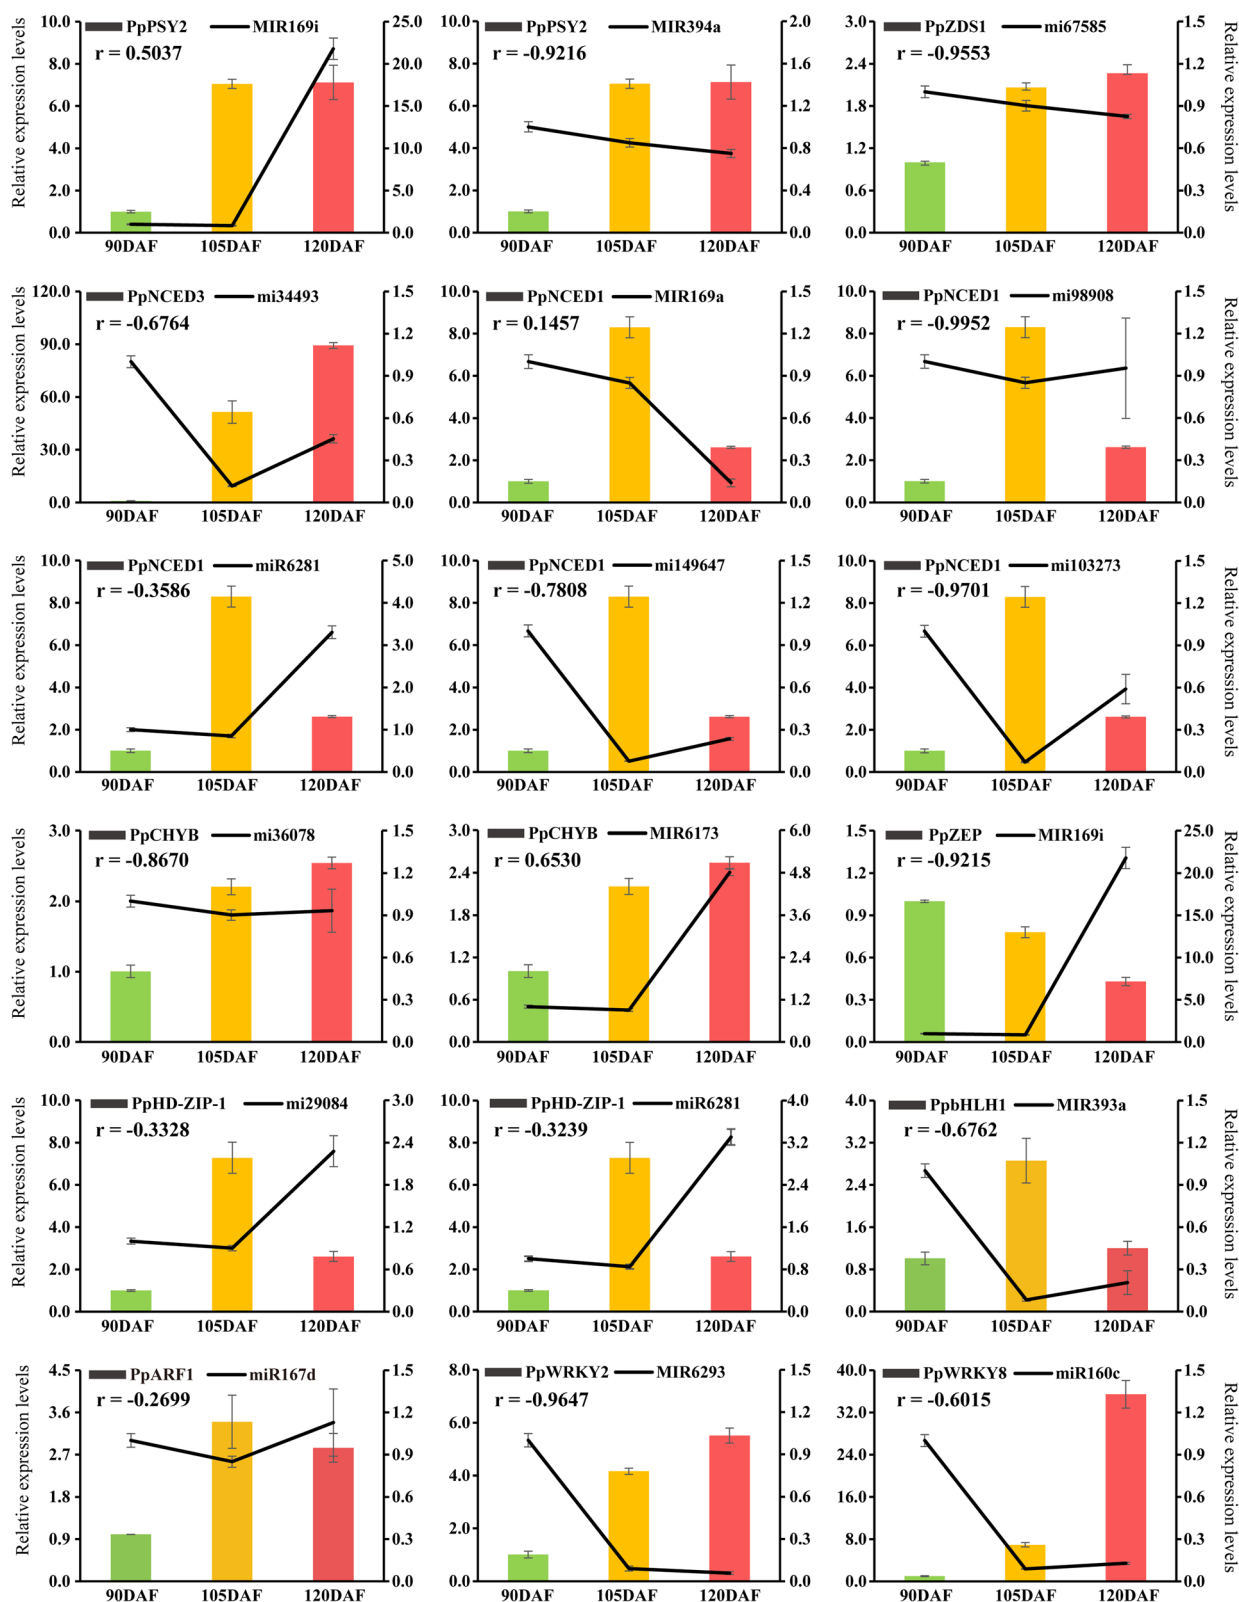 Relative expression levels
10.0 8.0 6.0 4.0 2.0 0.0
PpPSY2 MIR169i
r = 0.5037
25.0 20.0 15.0 10.0 5.0 0.0
90DAF 105DAF 120DAF
10.0 8.0 6.0 4.0 2.0 0.0
PpPSY2 MIR394a
r = -0.9216
2.0 1.6 1.2 0.8 0.4 0.0
90DAF 105DAF 120DAF
3.0 2.4 1.8 1.2 0.6 0.0
PpZDS1 mi67585
r = -0.9553
1.5 1.2 0.9 0.6 0.3 0.0
90DAF 105DAF 120DAF
Relative expression levels
Relative expression levels
120.0 90.0 60.0 30.0 0.0
PpNCED3 mi34493
r = -0.6764
1.5 1.2 0.9 0.6 0.3 0.0
90DAF 105DAF 120DAF
10.0 8.0 6.0 4.0 2.0 0.0
PpNCED1 MIR169a
r = 0.1457
1.5 1.2 0.9 0.6 0.3 0.0
90DAF 105DAF 120DAF
10.0 8.0 6.0 4.0 2.0 0.0
PpNCED1 mi98908
r = -0.9952
1.5 1.2 0.9 0.6 0.3 0.0
90DAF 105DAF 120DAF
Relative expression levels
Relative expression levels
10.0 8.0 6.0 4.0 2.0 0.0
PpNCED1 miR6281
r = -0.3586
5.0 4.0 3.0 2.0 1.0 0.0
90DAF 105DAF 120DAF
10.0 8.0 6.0 4.0 2.0 0.0
PpNCED1 mi149647
r = -0.7808
1.5 1.2 0.9 0.6 0.3 0.0
90DAF 105DAF 120DAF
10.0 8.0 6.0 4.0 2.0 0.0
PpNCED1 mi103273
r = -0.9701
1.5 1.2 0.9 0.6 0.3 0.0
90DAF 105DAF 120DAF
Relative expression levels
Relative expression levels
3.0 2.0 1.0 0.0
PpCHYB mi36078
r = -0.8670
1.5 1.2 0.9 0.6 0.3 0.0
90DAF 105DAF 120DAF
3.0 2.4 1.8 1.2 0.6 0.0
PpCHYB MIR6173
r = 0.6530
6.0 4.8 3.6 2.4 1.2 0.0
90DAF 105DAF 120DAF
1.5 1.2 0.9 0.6 0.3 0.0
PpZEP MIR169i
r = -0.9215
25.0 20.0 15.0 10.0 5.0 0.0
90DAF 105DAF 120DAF
Relative expression levels
Relative expression levels
10.0 8.0 6.0 4.0 2.0 0.0
PpHD-ZIP-1 mi29084
r = -0.3328
3.0 2.4 1.8 1.2 0.6 0.0
90DAF 105DAF 120DAF
10.0 8.0 6.0 4.0 2.0 0.0
PpHD-ZIP-1 miR6281
r = -0.3239
4.0 3.2 2.4 1.6 0.8 0.0
90DAF 105DAF 120DAF
4.0 3.2 2.4 1.6 0.8 0.0
PpbHLH1 MIR393a
r = -0.6762
1.5 1.2 0.9 0.6 0.3 0.0
90DAF 105DAF 120DAF
Relative expression levels
Relative expression levels
4.5 3.6 2.7 1.8 0.9 0.0
PpARF1 miR167d
r = -0.2699
1.5 1.2 0.9 0.6 0.3 0.0
90DAF 105DAF 120DAF
8.0 6.0 4.0 2.0 0.0
PpWRKY2 MIR6293
r = -0.9647
1.5 1.2 0.9 0.6 0.3 0.0
90DAF 105DAF 120DAF
40.0 32.0 24.0 16.0 8.0 0.0
PpWRKY8 miR160c
r = -0.6015
1.5 1.2 0.9 0.6 0.3 0.0
90DAF 105DAF 120DAF
Relative expression levels